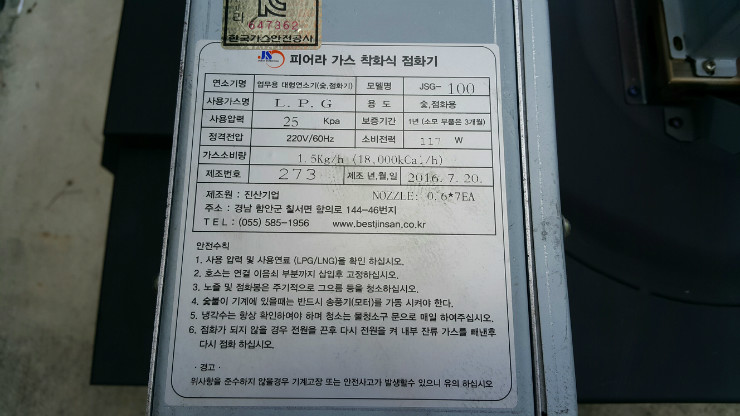 647362
한국가스안전공사
JS 피어라 가스 착화식 점화기
연소기명 업무용 대형연소기(숯,점화기) 모델명 JSG- 100
사용가스명 L.P.G 용 도 숯,점화용
사용압력 25 Kpa 보증기간 1년 (소모 부품은 3개월)
정격전압 220V/60Hz 소비전력 117 W
가스소비량 1.5Kg/h (18,000kCal/h)
제조번호 273 제조 년,월,일 2016.7.20.
제조원 : 진산기업 NOZZLE: 0.6*7EA
주소 : 경남 함안군 칠서면 함의로 144-46번지
TEL : (055) 585-1956 www.bestjinsan.co.kr
안전수칙
1. 사용 압력 및 사용연료 (LPG/LNG)을 확인 하십시오.
2. 호스는 연결 이음쇠 부분까지 삽입후 고정하십시오.
3. 노즐 및 점화봉은 주기적으로 그으름 등을 청소하십시오.
4. 숯불이 기계에 있을때는 반드시 송풍기(모터)를 가동 시켜야 한다.
5. 냉각수는 항상 확인하여야 하며 청소는 물청소구 문으로 매일 하여주십시오.
6. 점화가 되지 않을 경우 전원을 끈후 다시 전원을 켜 내부 잔류 가스를 빼낸후
다시 점화 하십시오.
· 경고 ·
위사항을 준수하지 않을경우 기계고장 또는 안전사고가 발생할수 있으니 유의 하십시오